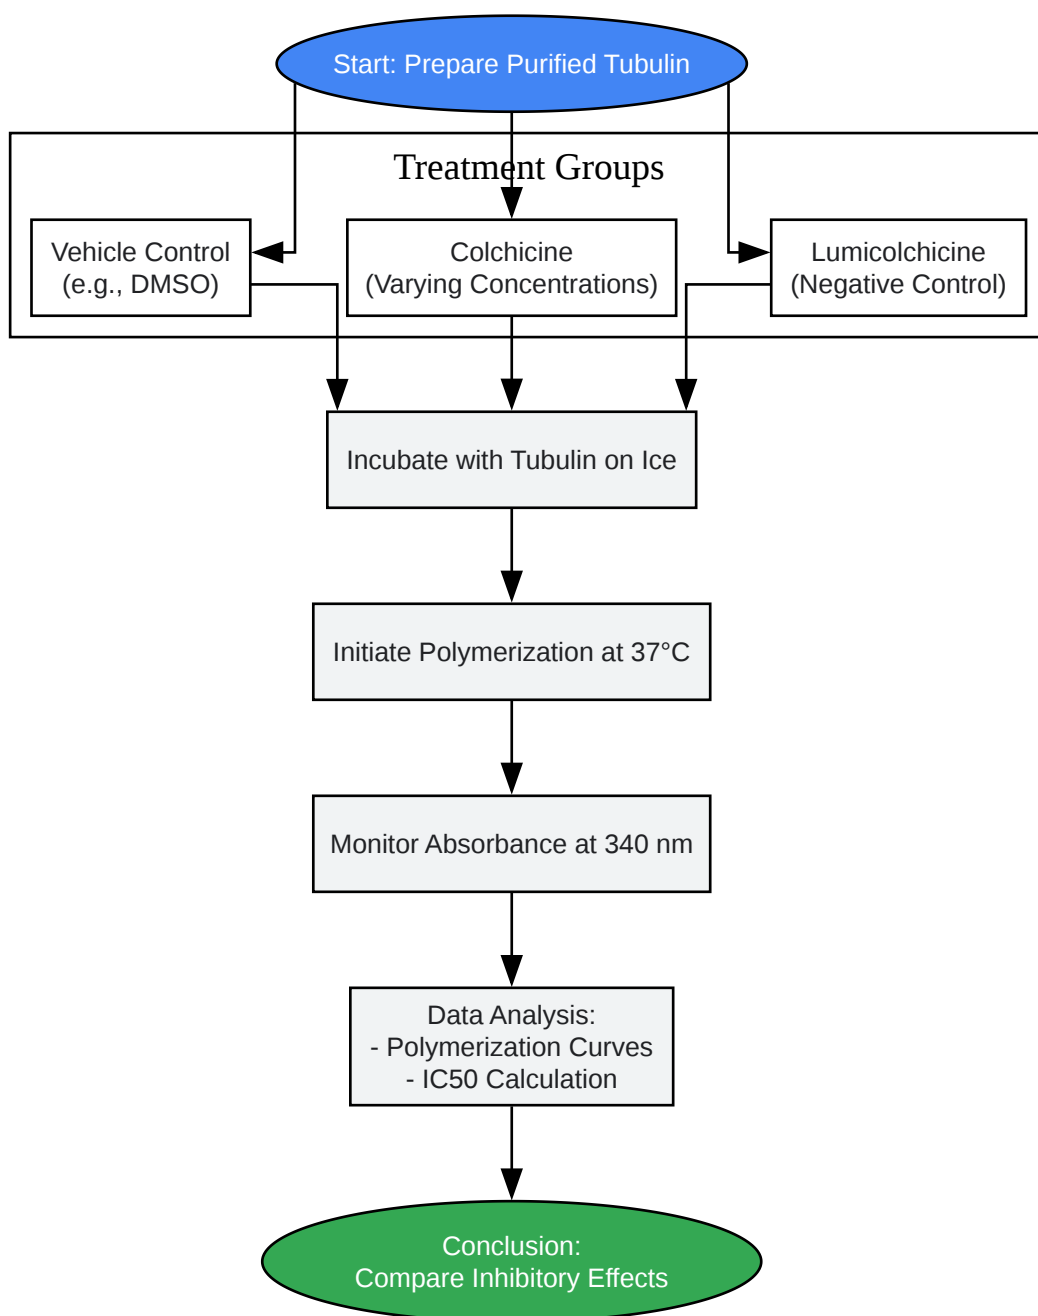 Start: Prepare Purified Tubulin
Treatment Groups
Vehicle Control
(e.g., DMSO)
Colchicine
(Varying Concentrations)
Lumicolchicine
(Negative Control)
Incubate with Tubulin on Ice
Initiate Polymerization at 37°C
Monitor Absorbance at 340 nm
Data Analysis:
- Polymerization Curves
- IC50 Calculation
Conclusion:
Compare Inhibitory Effects